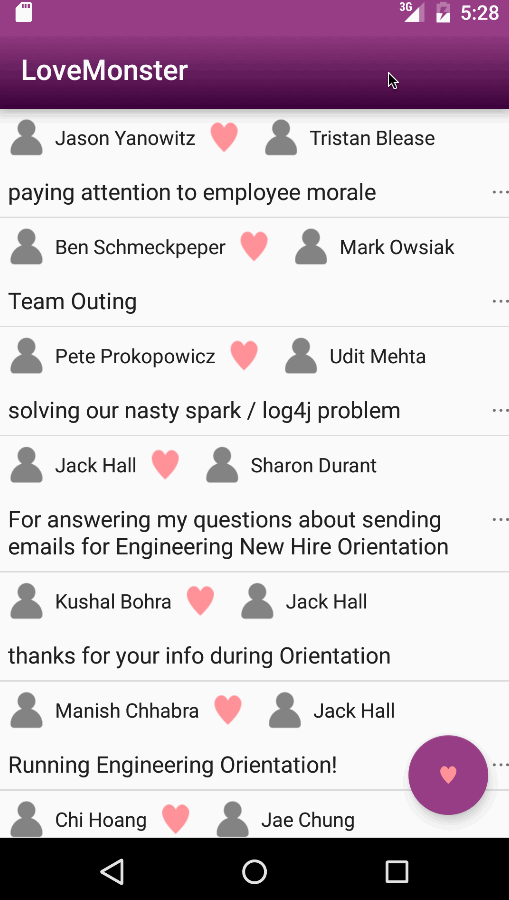 3G 5:28
LoveMonster
Jason Yanowitz Tristan Blease
paying attention to employee morale
...
Ben Schmeckpeper Mark Owsiak
Team Outing
...
Pete Prokopowicz Udit Mehta
solving our nasty spark / log4j problem
...
Jack Hall Sharon Durant
For answering my questions about sending
...
emails for Engineering New Hire Orientation
Kushal Bohra Jack Hall
thanks for your info during Orientation
Manish Chhabra Jack Hall
Running Engineering Orientation!
...
Chi Hoang Jae Chung